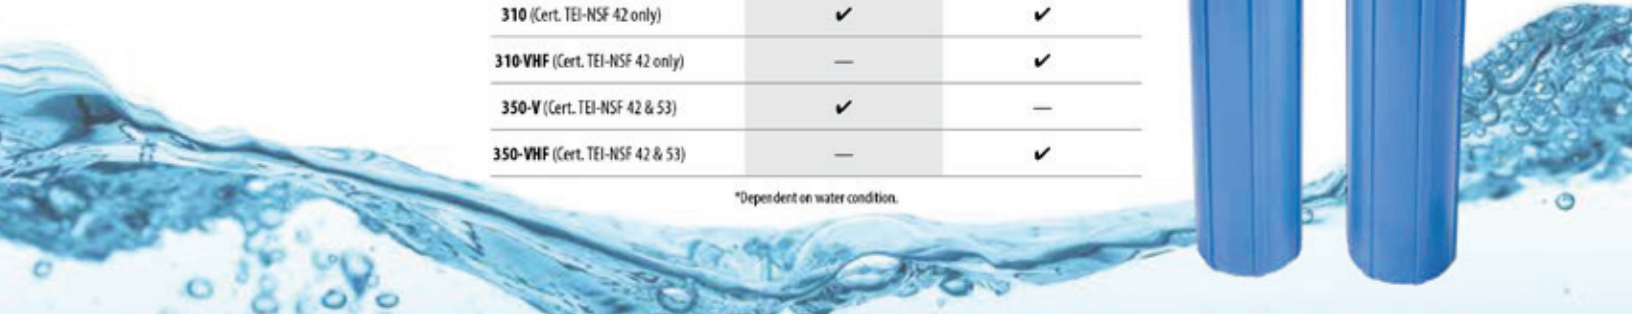 310 (Cert. TEI-NSF 42 only) ✔ ✔
310-VHF (Cert. TEI-NSF 42 only) — ✔
350-V (Cert. TEI-NSF 42 & 53) ✔ —
350-VHF (Cert. TEI-NSF 42 & 53) — ✔
*Dependent on water condition.